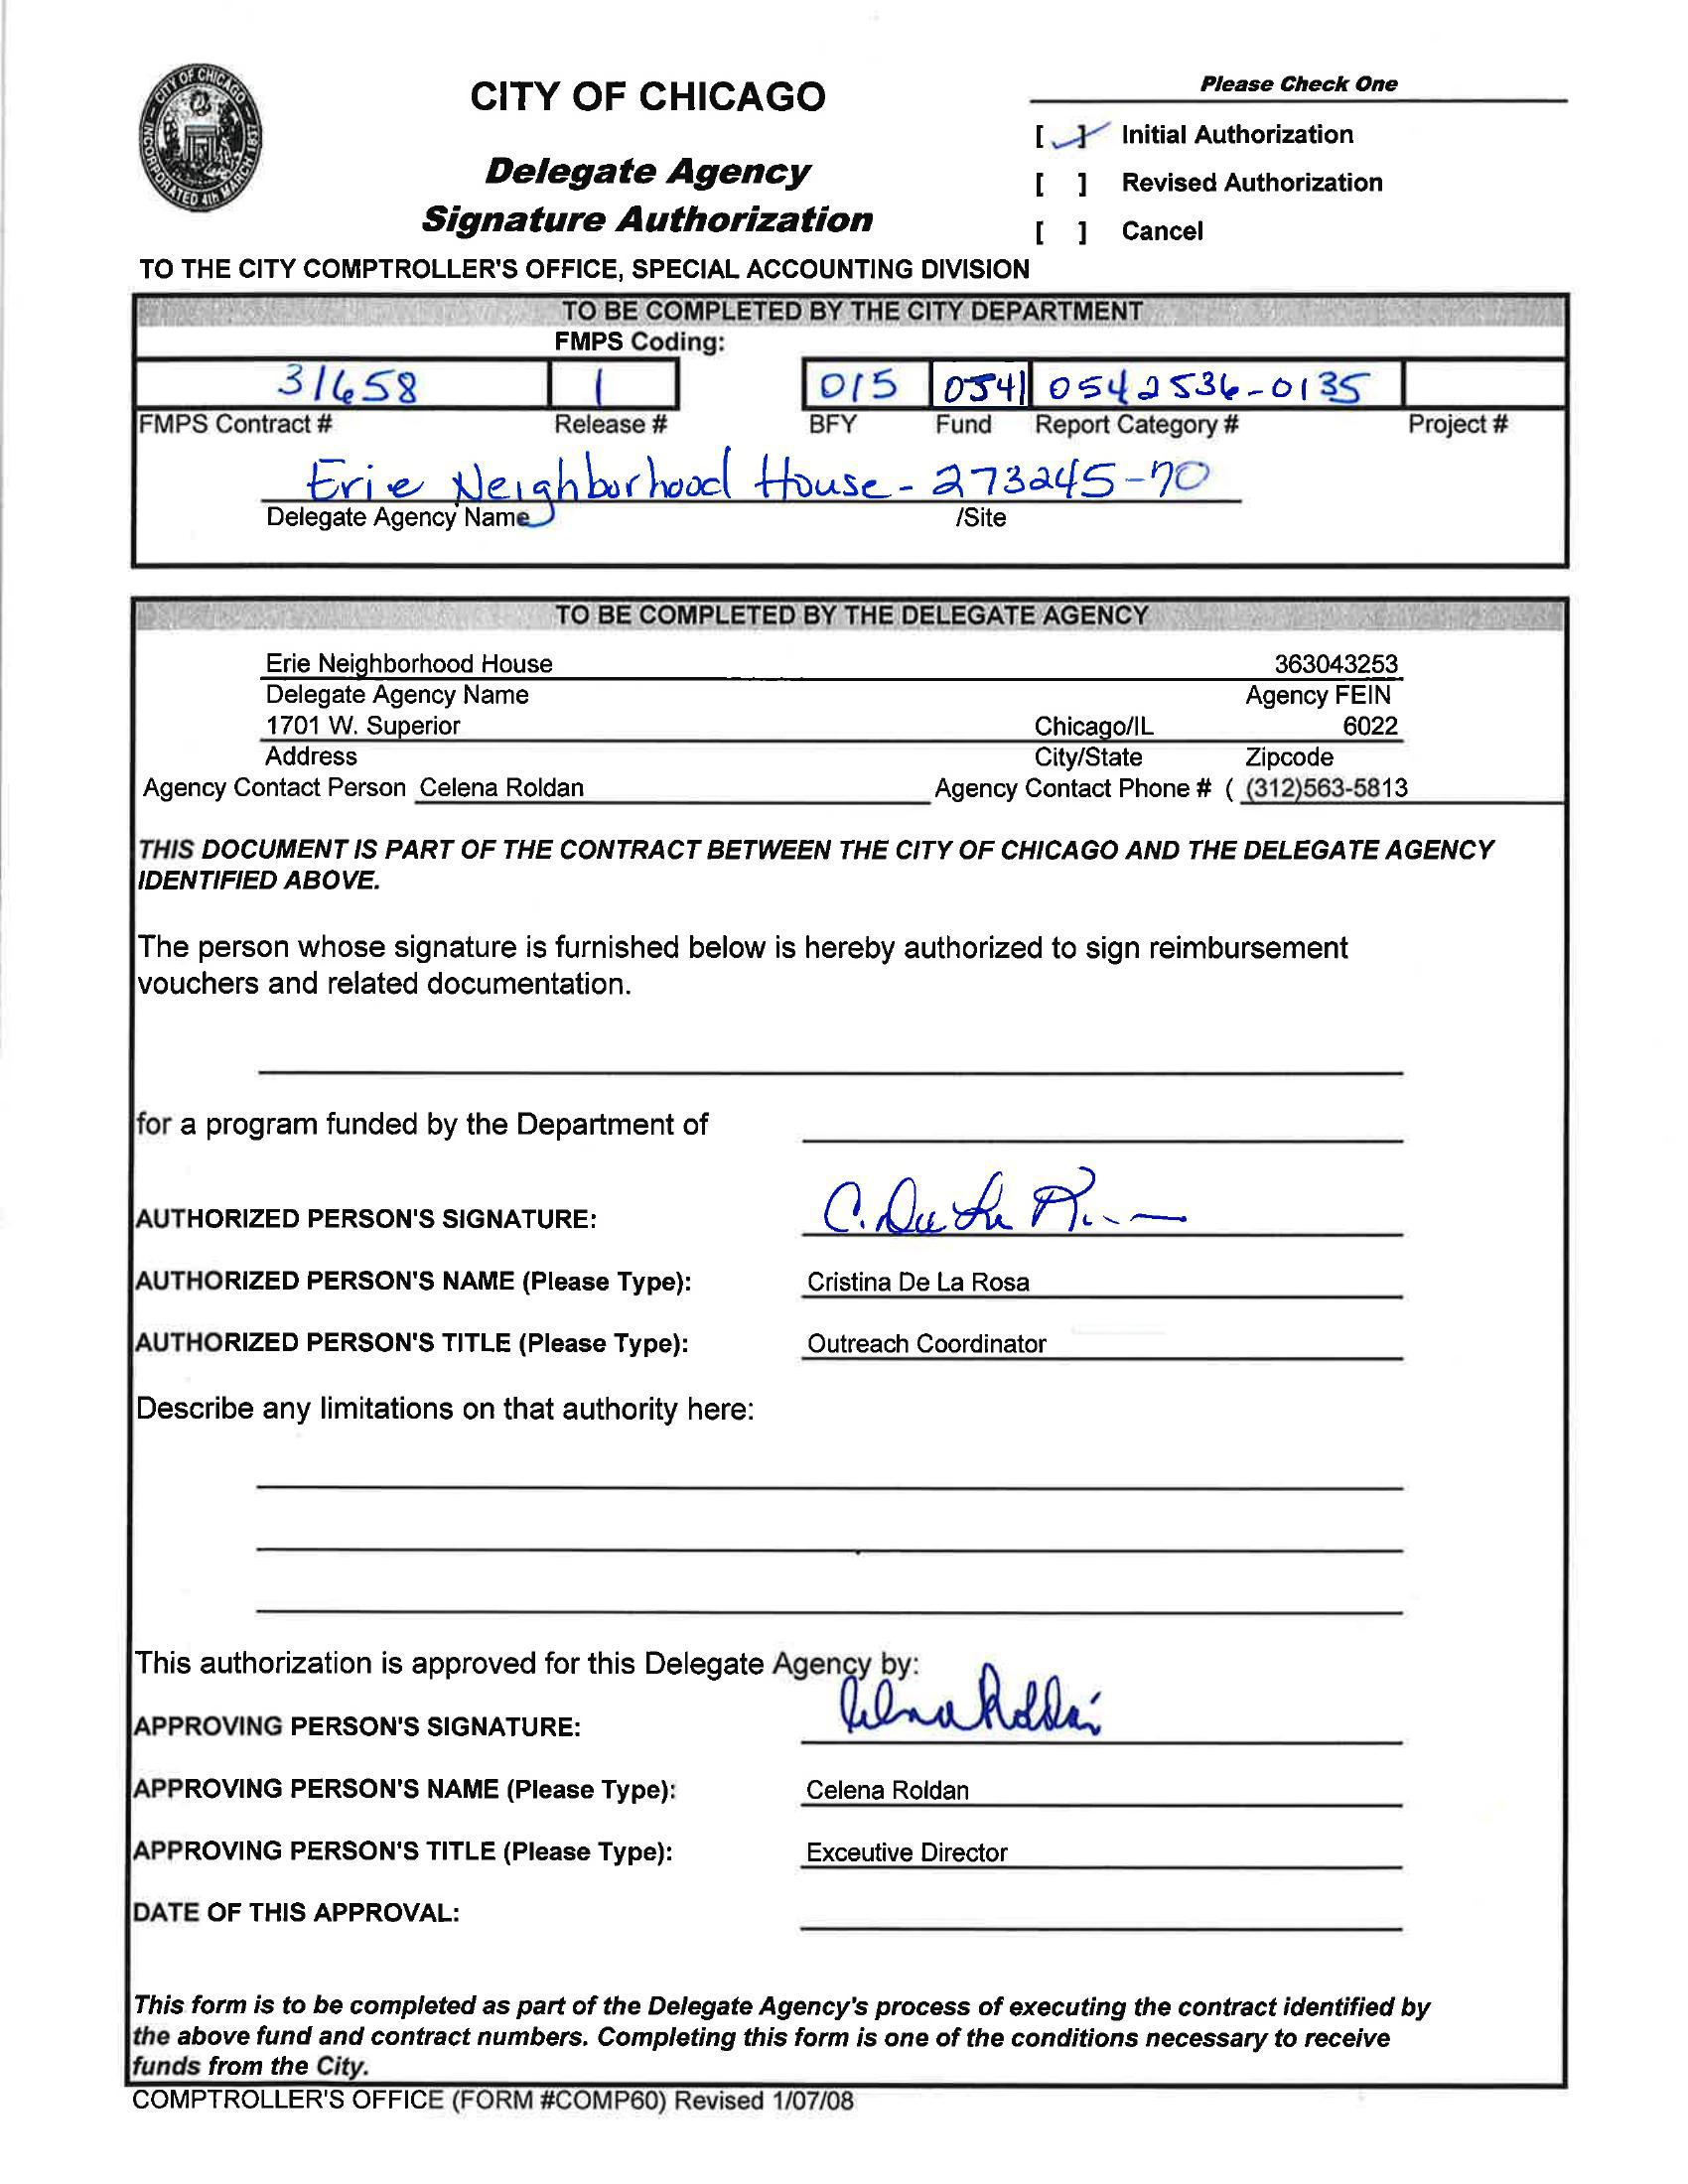 CITY OF CHICAGO - INCORPORATED 4th MARCH 1837
CITY OF CHICAGO
Delegate Agency
Signature Authorization
Please Check One
[ ✓ ] Initial Authorization
[ ] Revised Authorization
[ ] Cancel
TO THE CITY COMPTROLLER'S OFFICE, SPECIAL ACCOUNTING DIVISION
TO BE COMPLETED BY THE CITY DEPARTMENT
FMPS Coding:
31658 1 015 0541 0542536-0135
FMPS Contract # Release # BFY Fund Report Category # Project #
Erie Neighborhood House - 273245-70
Delegate Agency Name /Site
TO BE COMPLETED BY THE DELEGATE AGENCY
Erie Neighborhood House 363043253
Delegate Agency Name Agency FEIN
1701 W. Superior Chicago/IL 6022
Address City/State Zipcode
Agency Contact Person Celena Roldan Agency Contact Phone # ( (312)563-5813
THIS DOCUMENT IS PART OF THE CONTRACT BETWEEN THE CITY OF CHICAGO AND THE DELEGATE AGENCY
IDENTIFIED ABOVE.
The person whose signature is furnished below is hereby authorized to sign reimbursement
vouchers and related documentation.
for a program funded by the Department of
AUTHORIZED PERSON'S SIGNATURE:
AUTHORIZED PERSON'S NAME (Please Type): Cristina De La Rosa
AUTHORIZED PERSON'S TITLE (Please Type): Outreach Coordinator
Describe any limitations on that authority here:
This authorization is approved for this Delegate Agency by:
APPROVING PERSON'S SIGNATURE: Celena Roldán
APPROVING PERSON'S NAME (Please Type): Celena Roldan
APPROVING PERSON'S TITLE (Please Type): Exceutive Director
DATE OF THIS APPROVAL:
This form is to be completed as part of the Delegate Agency's process of executing the contract identified by
the above fund and contract numbers. Completing this form is one of the conditions necessary to receive
funds from the City.
COMPTROLLER'S OFFICE (FORM #COMP60) Revised 1/07/08